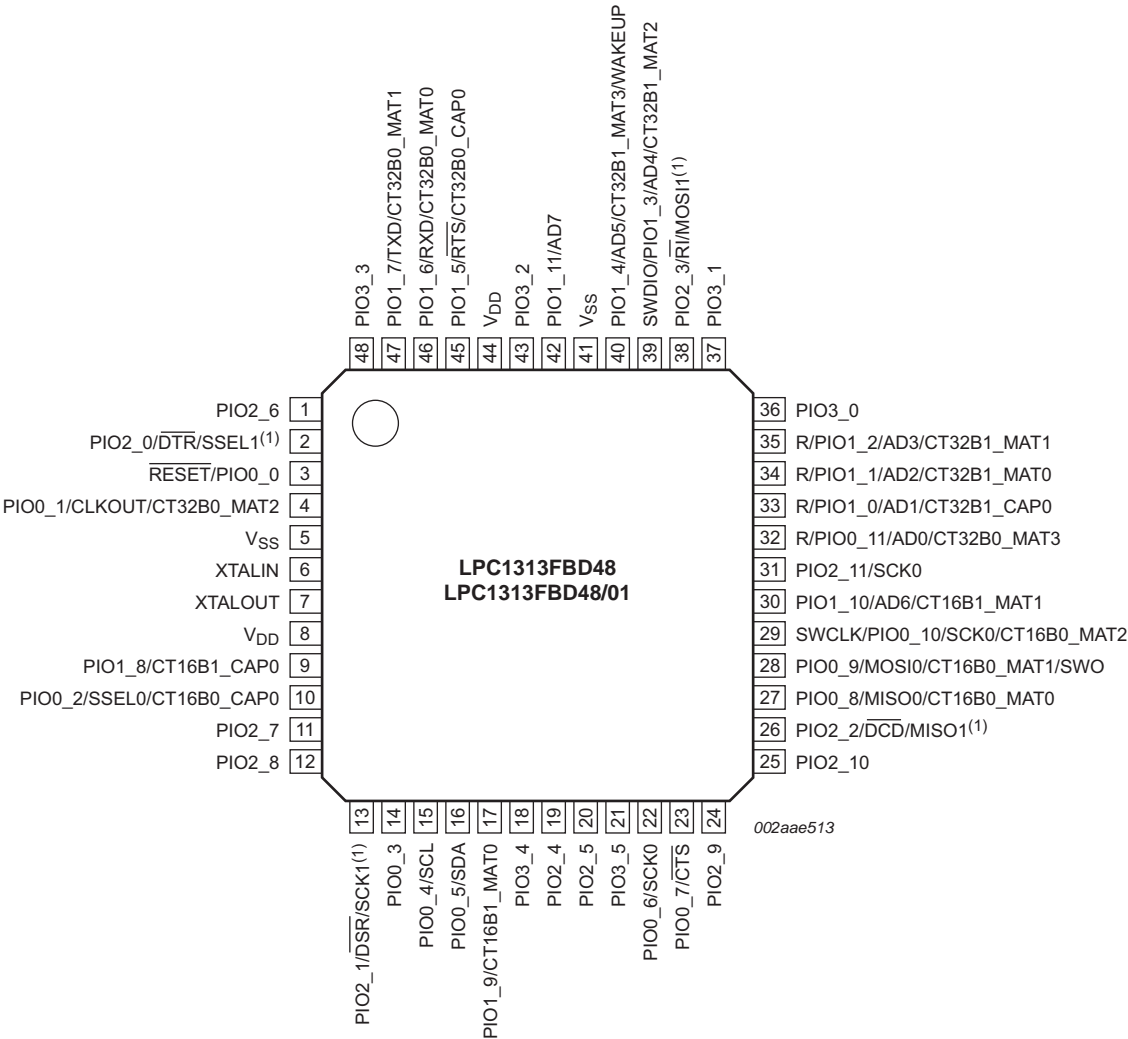 PIO3_3
PIO1_7/TXD/CT32B0_MAT1
PIO1_6/RXD/CT32B0_MAT0
PIO1_5/RTS/CT32B0_CAP0
VDD
PIO3_2
PIO1_11/AD7
VSS
PIO1_4/AD5/CT32B1_MAT3/WAKEUP
SWDIO/PIO1_3/AD4/CT32B1_MAT2
PIO2_3/RI/MOSI1(1)
PIO3_1
48
47
46
45
44
43
42
41
40
39
38
37
PIO2_6 1
PIO2_0/DTR/SSEL1(1) 2
RESET/PIO0_0 3
PIO0_1/CLKOUT/CT32B0_MAT2 4
VSS 5
XTALIN 6
XTALOUT 7
VDD 8
PIO1_8/CT16B1_CAP0 9
PIO0_2/SSEL0/CT16B0_CAP0 10
PIO2_7 11
PIO2_8 12
LPC1313FBD48
LPC1313FBD48/01
36 PIO3_0
35 R/PIO1_2/AD3/CT32B1_MAT1
34 R/PIO1_1/AD2/CT32B1_MAT0
33 R/PIO1_0/AD1/CT32B1_CAP0
32 R/PIO0_11/AD0/CT32B0_MAT3
31 PIO2_11/SCK0
30 PIO1_10/AD6/CT16B1_MAT1
29 SWCLK/PIO0_10/SCK0/CT16B0_MAT2
28 PIO0_9/MOSI0/CT16B0_MAT1/SWO
27 PIO0_8/MISO0/CT16B0_MAT0
26 PIO2_2/DCD/MISO1(1)
25 PIO2_10
13
14
15
16
17
18
19
20
21
22
23
24
PIO2_1/DSR/SCK1(1)
PIO0_3
PIO0_4/SCL
PIO0_5/SDA
PIO1_9/CT16B1_MAT0
PIO3_4
PIO2_4
PIO2_5
PIO3_5
PIO0_6/SCK0
PIO0_7/CTS
PIO2_9
002aae513